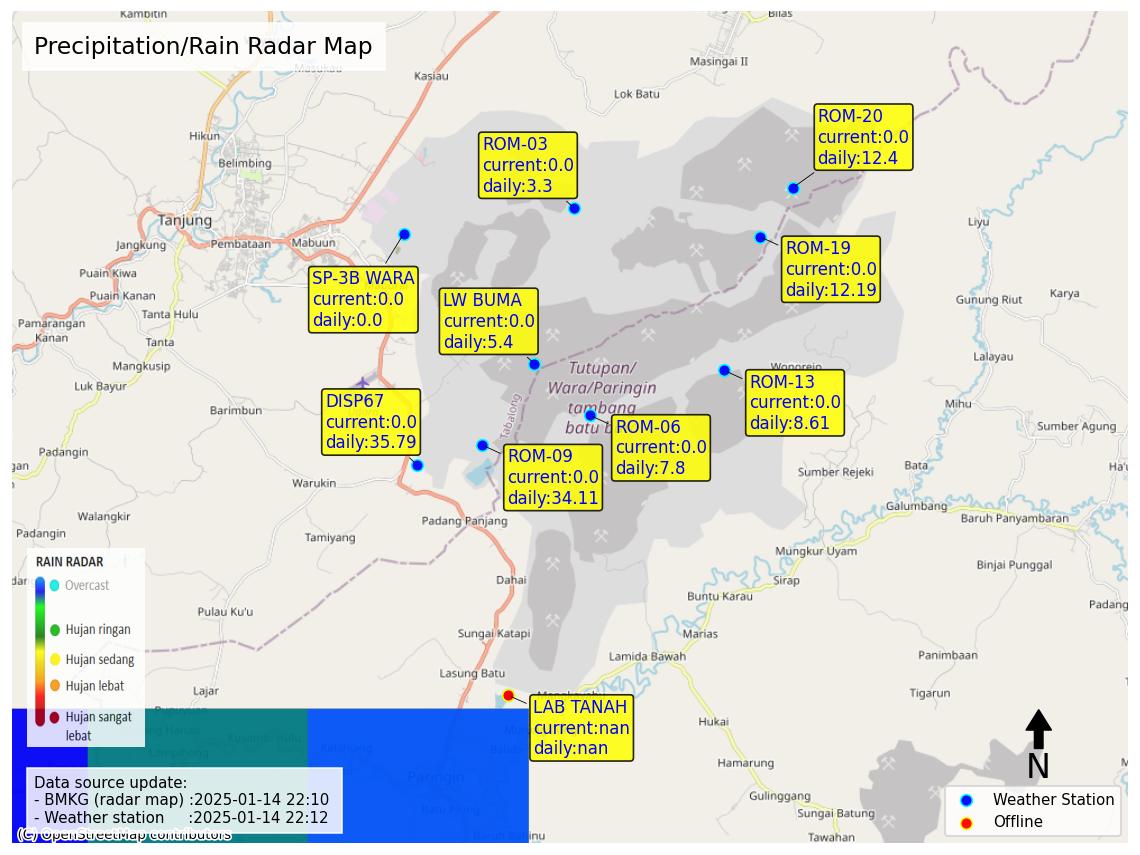 Kambitin
Bilas
Precipitation/Rain Radar Map
Masukau
Kasiau
Masingai II
Lok Batu
ROM-20
current:0.0
daily:12.4
Hikun
ROM-03
current:0.0
daily:3.3
Belimbing
Tanjung
Liyu
Jangkung
Pembataan
Mabuun
ROM-19
current:0.0
daily:12.19
Puain Kiwa
SP-3B WARA
current:0.0
daily:0.0
Puain Kanan
LW BUMA
current:0.0
daily:5.4
Karya
Gunung Riut
Tanta Hulu
Pamarangan
Kanan
Tanta
Lalayau
Mangkusip
Tutupan/
Wara/Paringin
tambang
batu b
Wonorejo
Luk Bayur
ROM-13
current:0.0
daily:8.61
DISP67
current:0.0
daily:35.79
Tabalong
Barimbun
Mihu
ROM-06
current:0.0
daily:7.8
Sumber Agung
Padangin
ROM-09
current:0.0
daily:34.11
Ha'u
gan
Bata
Sumber Rejeki
Warukin
Galumbang
Walangkir
Padang Panjang
Baruh Panyambaran
Padangin
Tamiyang
Mungkur Uyam
RAIN RADAR
Binjai Punggal
Dahai
Sirap
Overcast
Buntu Karau
Padang
Pulau Ku'u
Hujan ringan
Sungai Katapi
Marias
Hujan sedang
Lamida Bawah
Panimbaan
Lasung Batu
Hujan lebat
Lajar
Tigarun
Hujan sangat
lebat
LAB TANAH
current:nan
daily:nan
Hukai
Kalahiang
Balida
Hamarung
N
Data source update:
- BMKG (radar map) :2025-01-14 22:10
- Weather station :2025-01-14 22:12
Paringin
Gulinggang
Weather Station
Offline
Batu Piring
Sungai Batung
Tawahan
(C) OpenStreetMap contributors